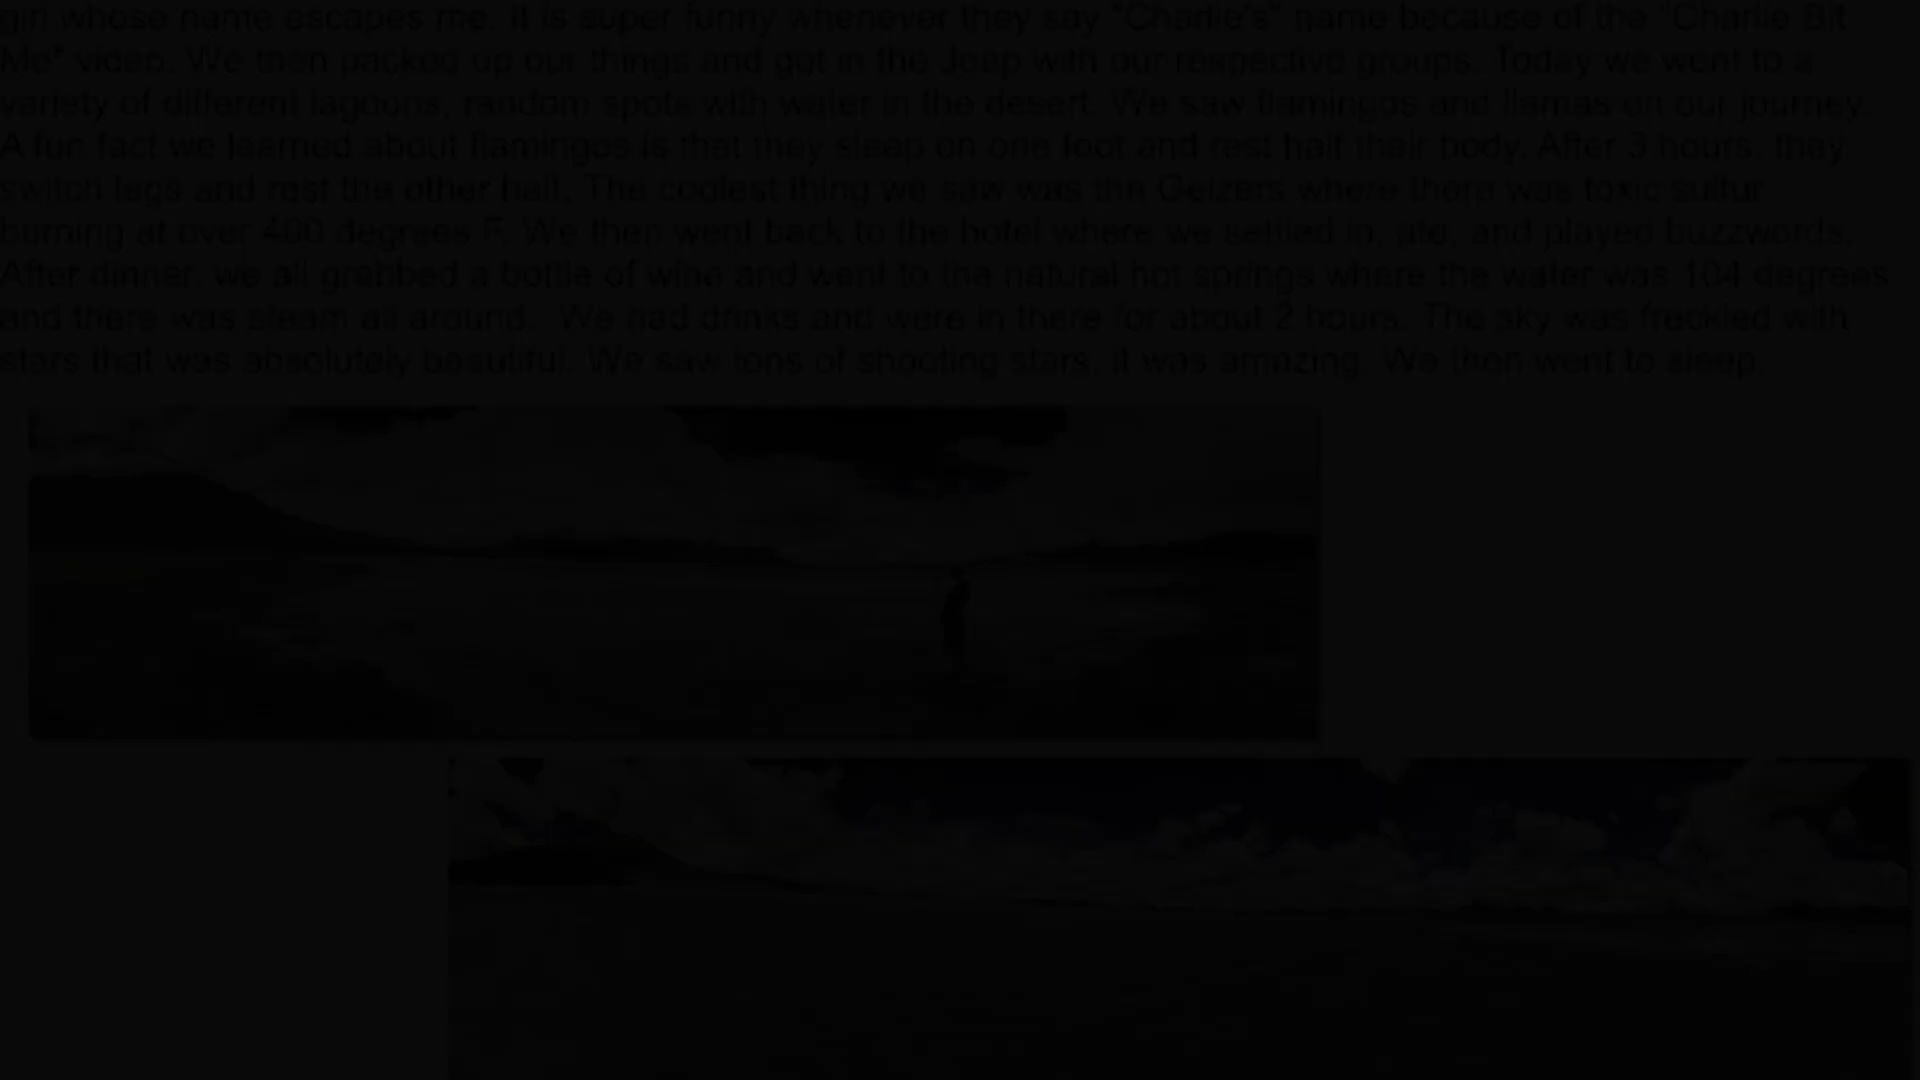 girl whose name escapes me. It is super funny whenever they say "Charlie's" name because of the "Charlie Bit
Me" video. We then packed up our things and got in the Jeep with our respective groups. Today we went to a
variety of different lagoons, random spots with water in the desert. We saw flamingos and llamas on our journey.
A fun fact we learned about flamingos is that they sleep on one foot and rest half their body. After 3 hours, they
switch legs and rest the other half. The coolest thing we saw was the Geizers where there was toxic sulfur
burning at over 400 degrees F. We then went back to the hotel where we settled in, ate, and played buzzwords.
After dinner, we all grabbed a bottle of wine and went to the natural hot springs where the water was 104 degrees
and there was steam all around.  We had drinks and were in there for about 2 hours. The sky was freckled with
stars that was absolutely beautiful. We saw tons of shooting stars, it was amazing. We then went to sleep.